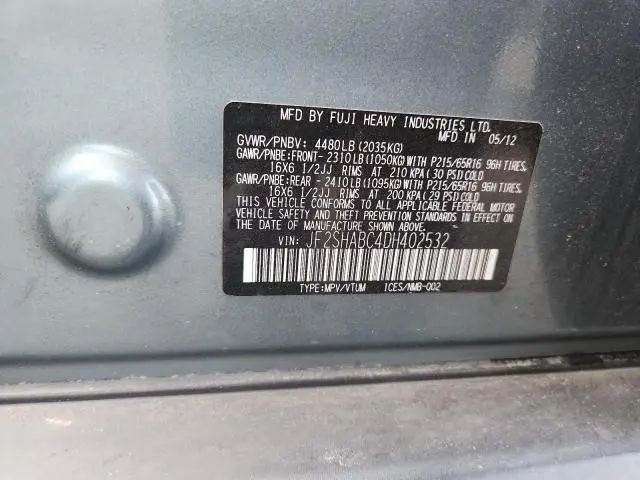 MFD BY FUJI HEAVY INDUSTRIES LTD.
MFD IN 05/12
GVWR/PNBV: 4480LB (2035KG)
GAWR/PNBE:FRONT- 2310LB(1050KG)WITH P215/65R16 96H TIRES,
16X6 1/2JJ RIMS AT 210 KPA (30 PSI)COLD
GAWR/PNBE:REAR - 2410LB(1095KG)WITH P215/65R16 96H TIRES,
16X6 1/2JJ RIMS AT 200 KPA (29 PSI)COLD
THIS VEHICLE CONFORMS TO ALL APPLICABLE FEDERAL MOTOR
VEHICLE SAFETY AND THEFT PREVENTION STANDARDS IN EFFECT ON
THE DATE OF MANUFACTURE SHOWN ABOVE.
VIN: JF2SHABC4DH402532
TYPE:MPV/VTUM ICES/NMB-002